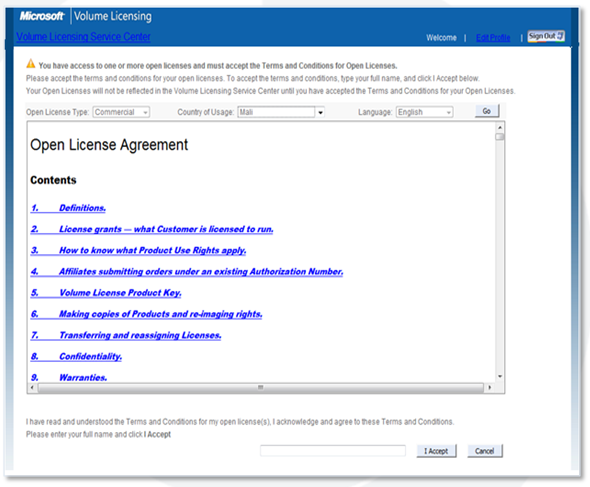 Microsoft | Volume Licensing
Volume Licensing Service Center
Welcome | Edit Profile | Sign Out
You have access to one or more open licenses and must accept the Terms and Conditions for Open Licenses.
Please accept the terms and conditions for your open licenses. To accept the terms and conditions, type your full name, and click I Accept below.
Your Open Licenses will not be reflected in the Volume Licensing Service Center until you have accepted the Terms and Conditions for your Open Licenses.
Open License Type: Commercial Country of Usage: Mali Language: English Go
Open License Agreement
Contents
1. Definitions.
2. License grants — what Customer is licensed to run.
3. How to know what Product Use Rights apply.
4. Affiliates submitting orders under an existing Authorization Number.
5. Volume License Product Key.
6. Making copies of Products and re-imaging rights.
7. Transferring and reassigning Licenses.
8. Confidentiality.
9. Warranties.
I have read and understood the Terms and Conditions for my open license(s), I acknowledge and agree to these Terms and Conditions.
Please enter your full name and click I Accept
I Accept Cancel